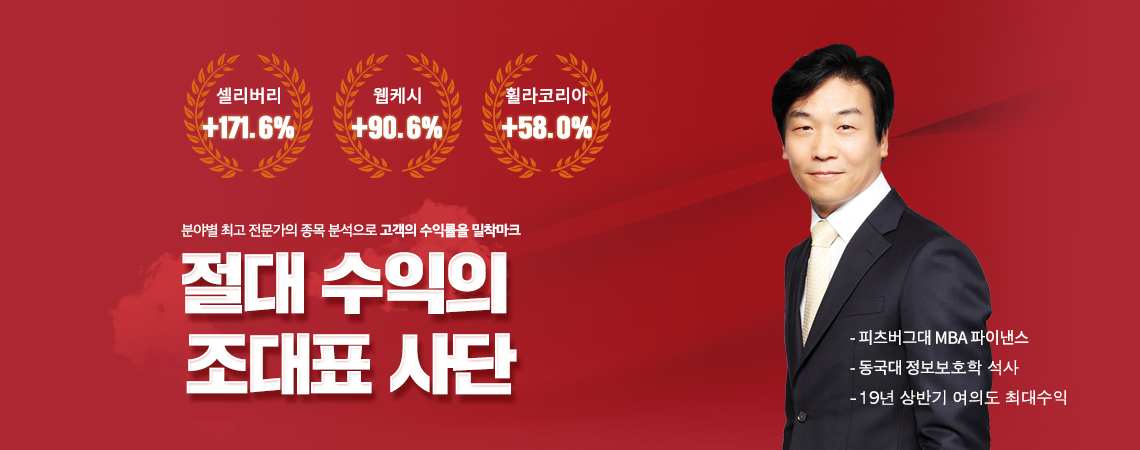 셀리버리
+171.6%
웹케시
+90.6%
휠라코리아
+58.0%
분야별 최고 전문가의 종목 분석으로 고객의 수익률을 밀착마크
절대 수익의
조대표 사단
- 피츠버그대 MBA 파이낸스
- 동국대 정보보호학 석사
- 19년 상반기 여의도 최대수익